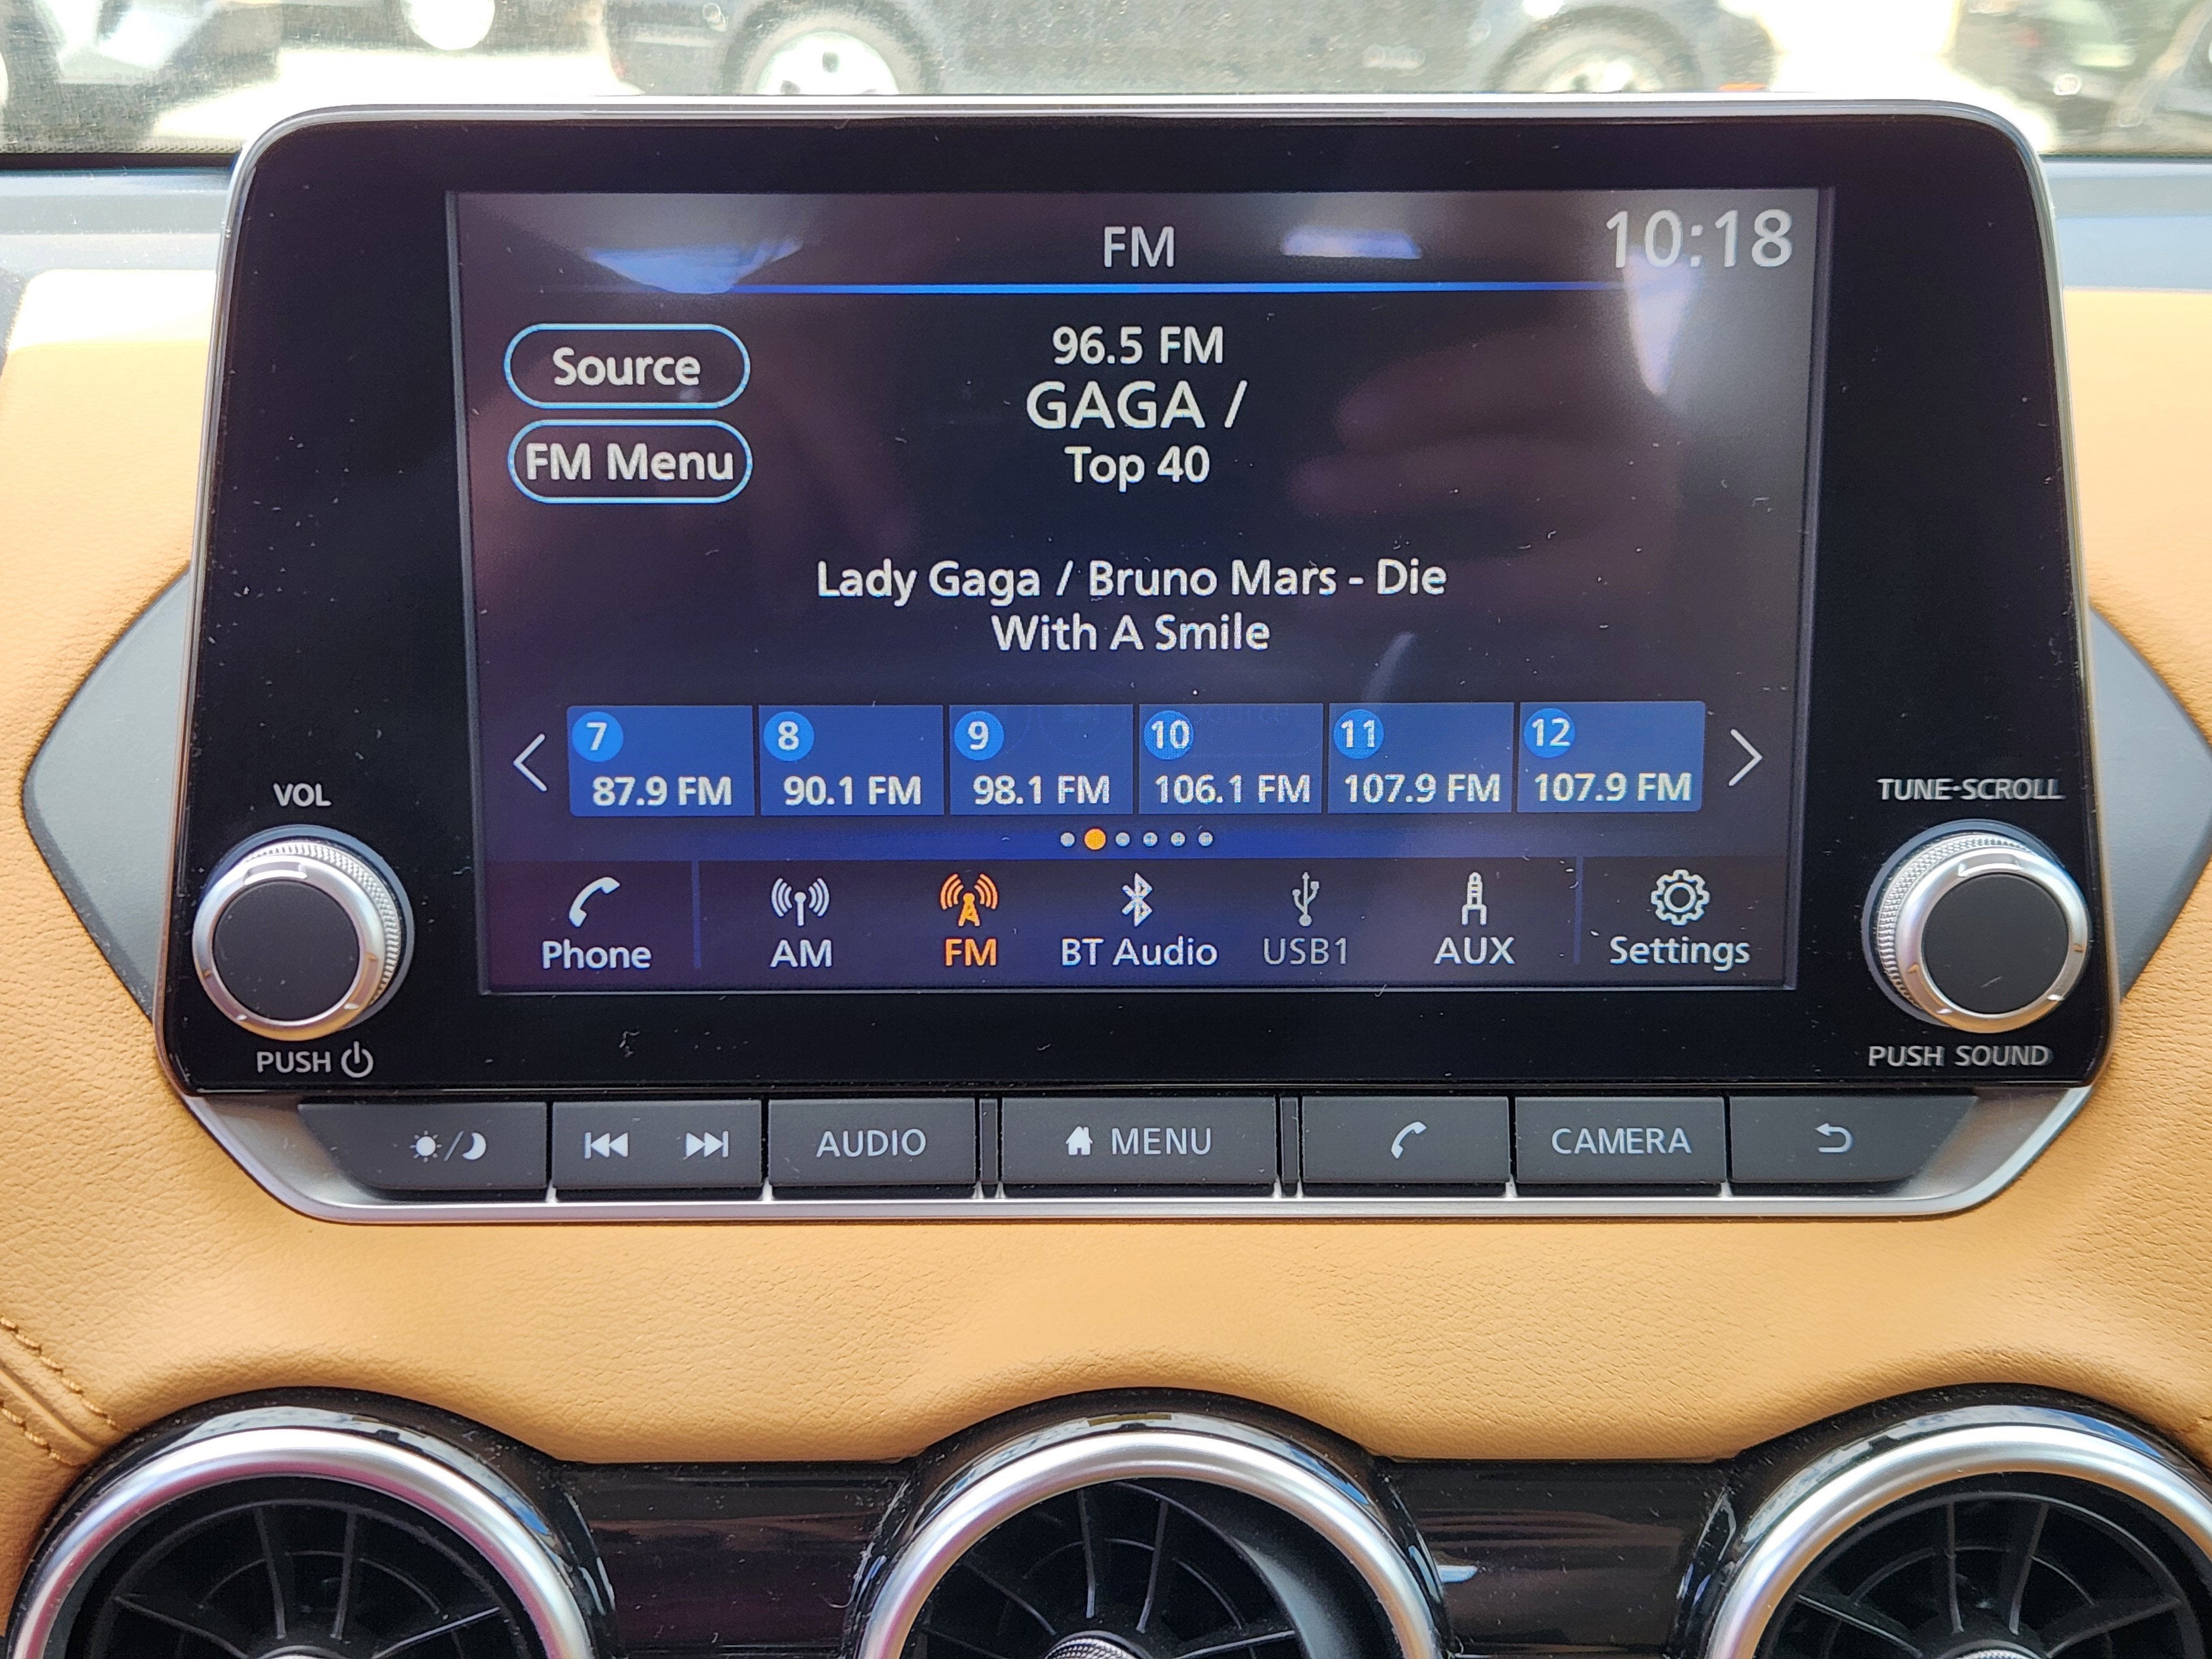 FM
10:18
Source
FM Menu
96.5 FM
GAGA /
Top 40
Lady Gaga / Bruno Mars - Die
With A Smile
7
87.9 FM
8
90.1 FM
9
98.1 FM
10
106.1 FM
11
107.9 FM
12
107.9 FM
VOL
PUSH
TUNE·SCROLL
PUSH SOUND
Phone
AM
FM
BT Audio
USB1
AUX
Settings
AUDIO
MENU
CAMERA